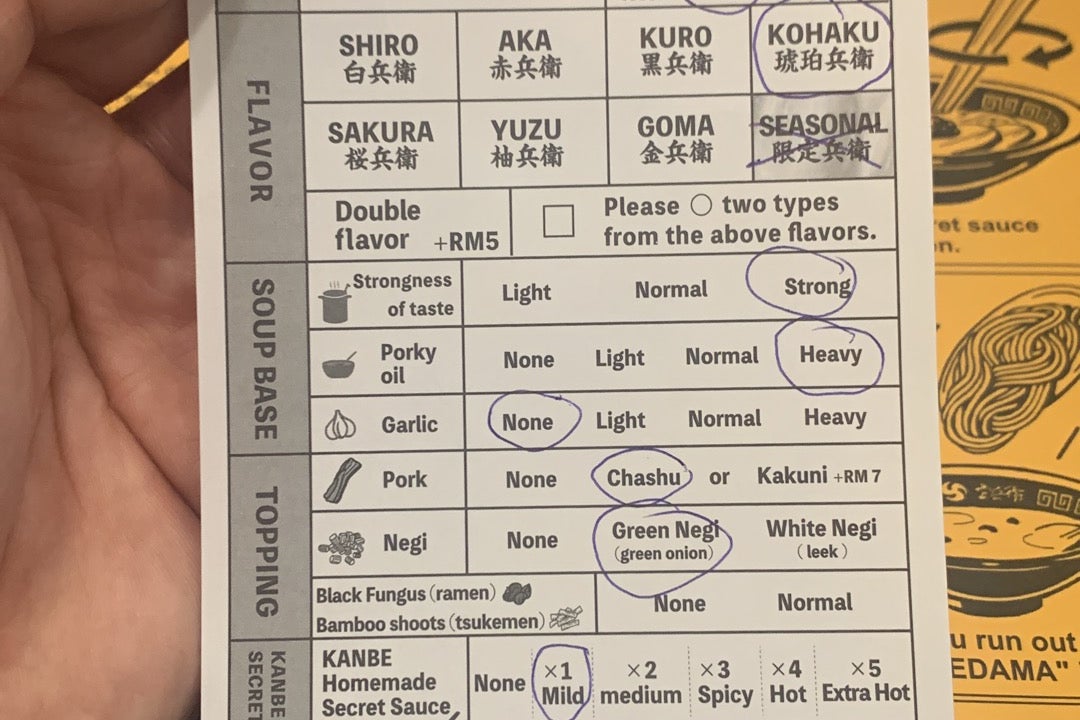 FLAVOR
SHIRO AKA KURO KOHAKU
白兵衛 赤兵衛 黒兵衛 琥珀兵衛
SAKURA YUZU GOMA SEASONAL
桜兵衛 柚兵衛 金兵衛 限定兵衛
Double flavor +RM5
Please ○ two types
from the above flavors.
SOUP BASE
Strongness
of taste
Light Normal Strong
Porky
oil
None Light Normal Heavy
Garlic None Light Normal Heavy
TOPPING
Pork None Chashu or Kakuni +RM 7
Negi None
Green Negi
(green onion)
White Negi
(leek)
Black Fungus (ramen)
Bamboo shoots (tsukemen)
None Normal
KANBE
SECRET
KANBE
Homemade
Secret Sauce
None
×1
Mild
×2
medium
×3
Spicy
×4
Hot
×5
Extra Hot
et sauce
n.
u run out
EDAMA"